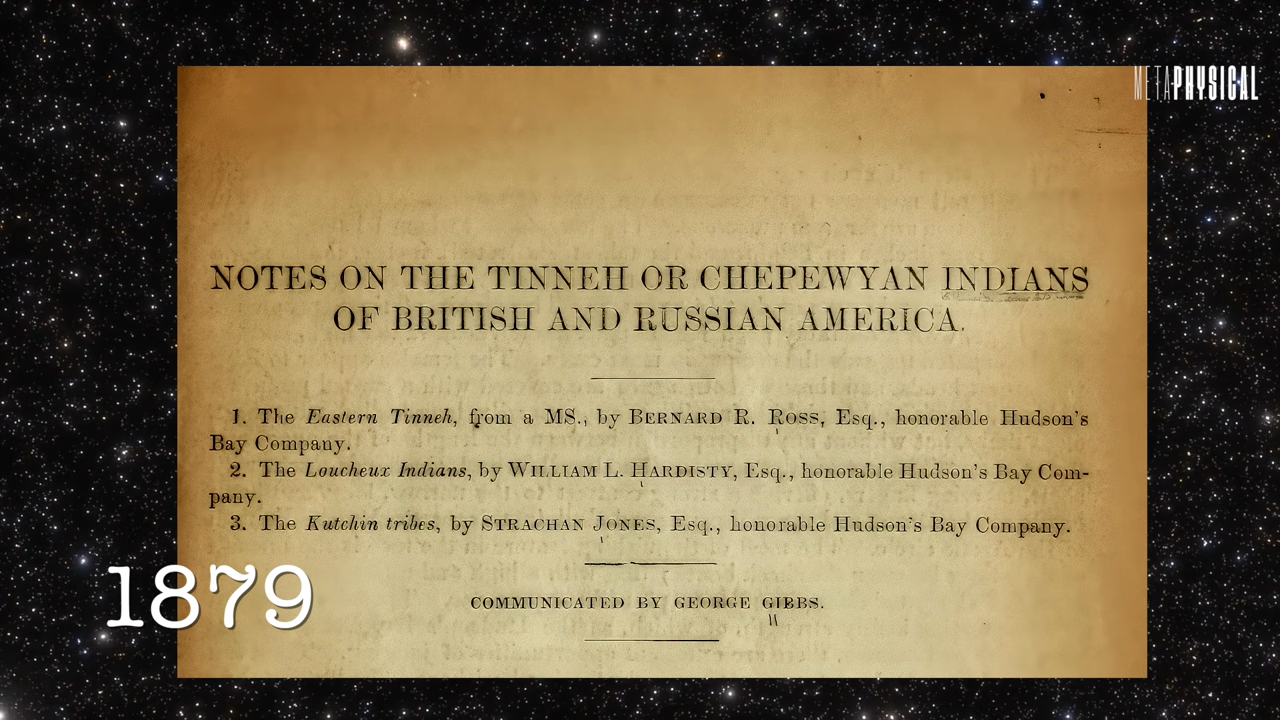 METAPHYSICAL
NOTES ON THE TINNEH OR CHEPEWYAN INDIANS
OF BRITISH AND RUSSIAN AMERICA.
1. The Eastern Tinneh, from a MS., by BERNARD R. ROSS, Esq., honorable Hudson's
Bay Company.
2. The Loucheux Indians, by WILLIAM L. HARDISTY, Esq., honorable Hudson's Bay Com-
pany.
3. The Kutchin tribes, by STRACHAN JONES, Esq., honorable Hudson's Bay Company.
1879
COMMUNICATED BY GEORGE GIBBS.